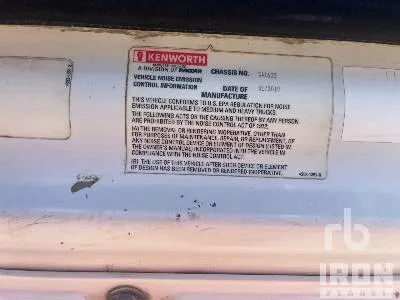 KENWORTH
A DIVISION OF PACCAR
CHASSIS NO.
VEHICLE NOISE EMISSION
CONTROL INFORMATION
DATE OF
MANUFACTURE
THIS VEHICLE CONFORMS TO U.S. EPA REGULATION FOR NOISE
EMISSION APPLICABLE TO MEDIUM AND HEAVY TRUCKS.
THE FOLLOWING ACTS OR THE CAUSING THEREOF BY ANY PERSON
ARE PROHIBITED BY THE NOISE CONTROL ACT OF 1972:
(A) THE REMOVAL OR RENDERING INOPERATIVE, OTHER THAN
FOR PURPOSES OF MAINTENANCE, REPAIR, OR REPLACEMENT, OF
ANY NOISE CONTROL DEVICE OR ELEMENT OF DESIGN (LISTED IN
THE OWNER'S MANUAL) INCORPORATED INTO THE VEHICLE IN
COMPLIANCE WITH THE NOISE CONTROL ACT:
(B) THE USE OF THIS VEHICLE AFTER SUCH DEVICE OR ELEMENT
OF DESIGN HAS BEEN REMOVED OR RENDERED INOPERATIVE.
rb
IRON
PLANET